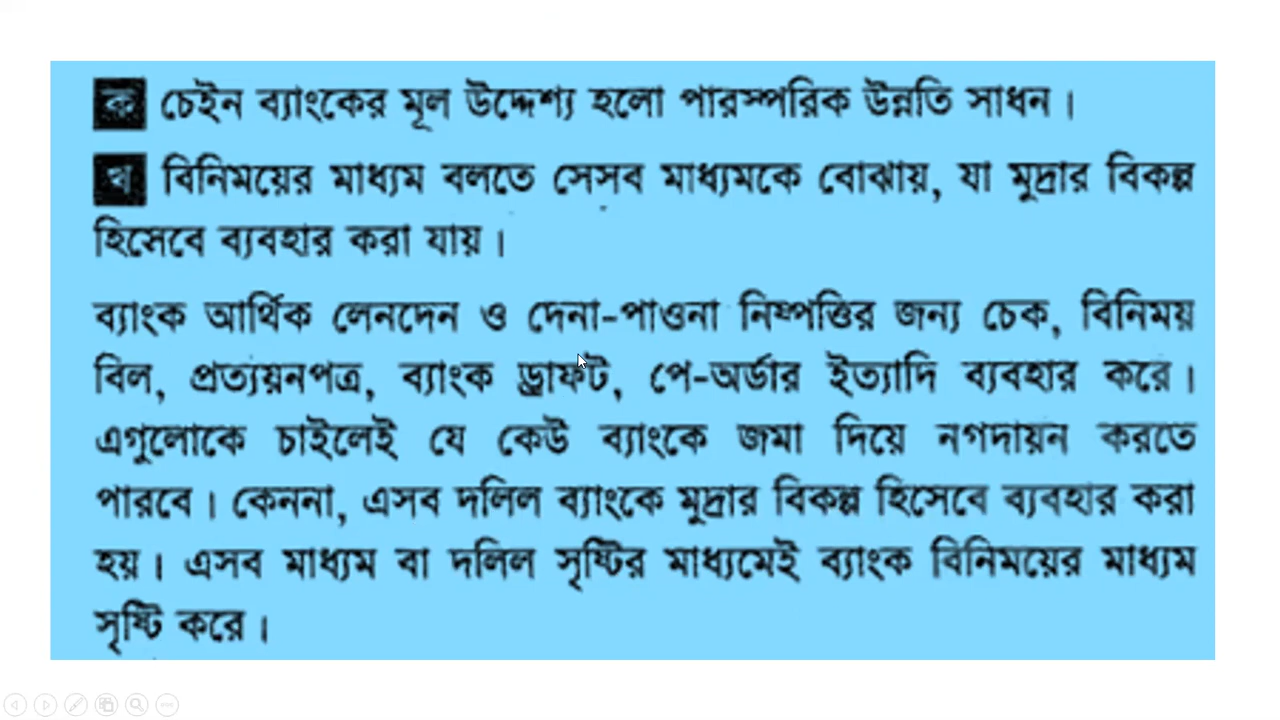 ক চেইন ব্যাংকের মূল উদ্দেশ্য হলো পারস্পরিক উন্নতি সাধন।
খ বিনিময়ের মাধ্যম বলতে সেসব মাধ্যমকে বোঝায়, যা মুদ্রার বিকল্প
হিসেবে ব্যবহার করা যায়।
ব্যাংক আর্থিক লেনদেন ও দেনা-পাওনা নিষ্পত্তির জন্য চেক, বিনিময়
বিল, প্রত্যয়নপত্র, ব্যাংক ড্রাফট, পে-অর্ডার ইত্যাদি ব্যবহার করে।
এগুলোকে চাইলেই যে কেউ ব্যাংকে জমা দিয়ে নগদায়ন করতে
পারবে। কেননা, এসব দলিল ব্যাংকে মুদ্রার বিকল্প হিসেবে ব্যবহার করা
হয়। এসব মাধ্যম বা দলিল সৃষ্টির মাধ্যমেই ব্যাংক বিনিময়ের মাধ্যম
সৃষ্টি করে।